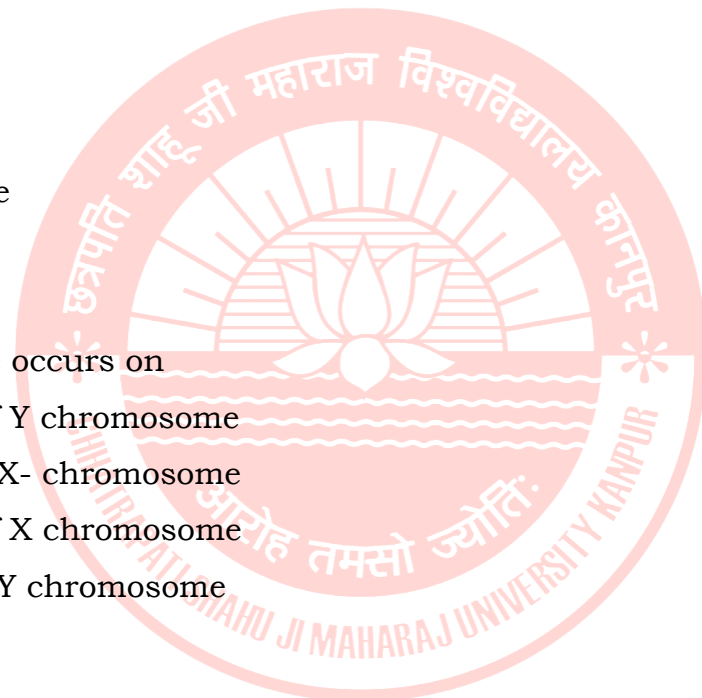 छत्रपति शाहू जी महाराज विश्वविद्यालय कानपुर
e
occurs on
Y chromosome
X- chromosome
X chromosome
Y chromosome
आरोह तमसो ज्योतिः
CHHATRAPATI SHAHU JI MAHARAJ UNIVERSITY KANPUR